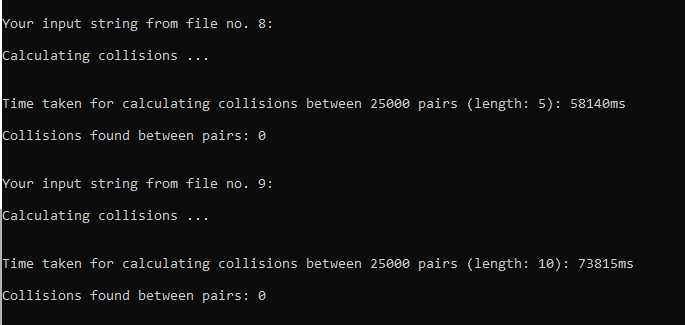 Your input string from file no. 8:
Calculating collisions ...
Time taken for calculating collisions between 25000 pairs (length: 5): 58140ms
Collisions found between pairs: 0
Your input string from file no. 9:
Calculating collisions ...
Time taken for calculating collisions between 25000 pairs (length: 10): 73815ms
Collisions found between pairs: 0